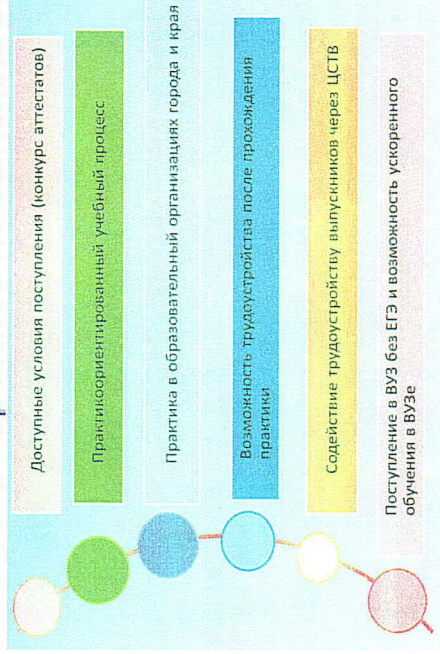 Доступные условия поступления (конкурс аттестатов)
Практикоориентированный учебный процесс
Практика в образовательный организациях города и края
Возможность трудоустройства после прохождения
практики
Содействие трудоустройству выпускников через ЦСТВ
Поступление в ВУЗ без ЕГЭ и возможность ускоренного
обучения в ВУЗе